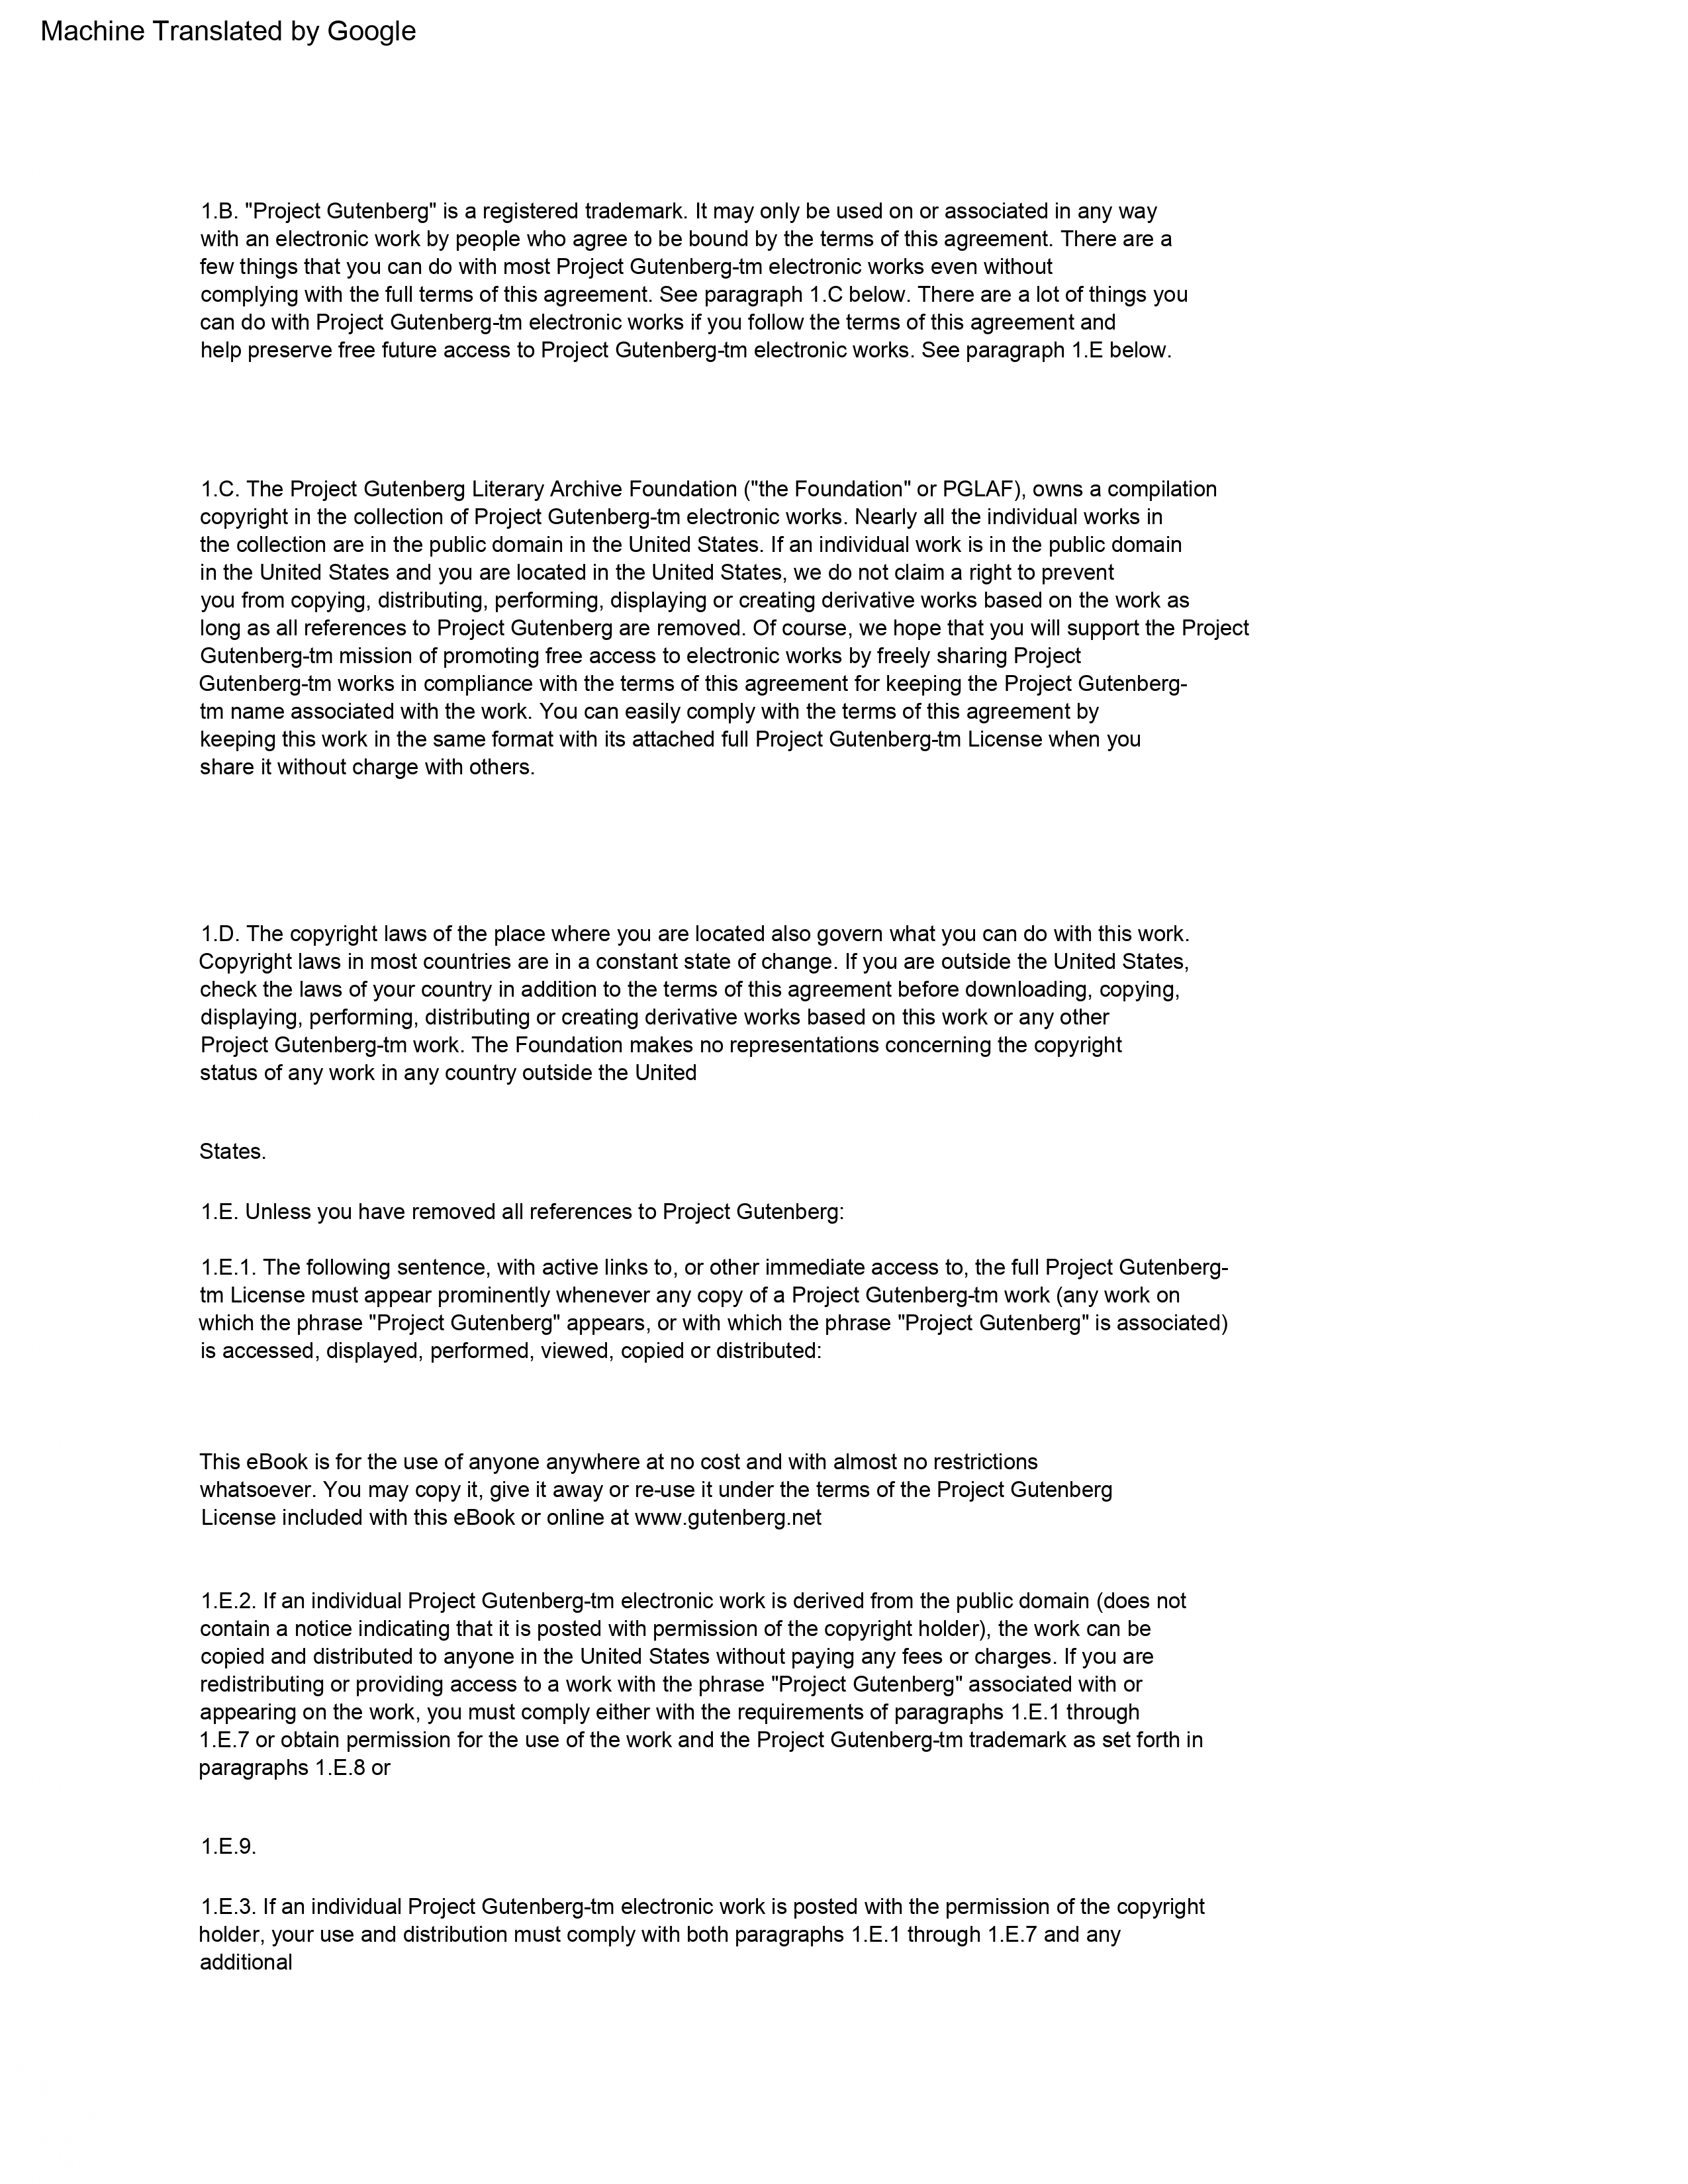 Machine Translated by Google
1.B. "Project Gutenberg" is a registered trademark. It may only be used on or associated in any way
with an electronic work by people who agree to be bound by the terms of this agreement. There are a
few things that you can do with most Project Gutenberg-tm electronic works even without
complying with the full terms of this agreement. See paragraph 1.C below. There are a lot of things you
can do with Project Gutenberg-tm electronic works if you follow the terms of this agreement and
help preserve free future access to Project Gutenberg-tm electronic works. See paragraph 1.E below.
1.C. The Project Gutenberg Literary Archive Foundation ("the Foundation" or PGLAF), owns a compilation
copyright in the collection of Project Gutenberg-tm electronic works. Nearly all the individual works in
the collection are in the public domain in the United States. If an individual work is in the public domain
in the United States and you are located in the United States, we do not claim a right to prevent
you from copying, distributing, performing, displaying or creating derivative works based on the work as
long as all references to Project Gutenberg are removed. Of course, we hope that you will support the Project
Gutenberg-tm mission of promoting free access to electronic works by freely sharing Project
Gutenberg-tm works in compliance with the terms of this agreement for keeping the Project Gutenberg-
tm name associated with the work. You can easily comply with the terms of this agreement by
keeping this work in the same format with its attached full Project Gutenberg-tm License when you
share it without charge with others.
1.D. The copyright laws of the place where you are located also govern what you can do with this work.
Copyright laws in most countries are in a constant state of change. If you are outside the United States,
check the laws of your country in addition to the terms of this agreement before downloading, copying,
displaying, performing, distributing or creating derivative works based on this work or any other
Project Gutenberg-tm work. The Foundation makes no representations concerning the copyright
status of any work in any country outside the United
States.
1.E. Unless you have removed all references to Project Gutenberg:
1.E.1. The following sentence, with active links to, or other immediate access to, the full Project Gutenberg-
tm License must appear prominently whenever any copy of a Project Gutenberg-tm work (any work on
which the phrase "Project Gutenberg" appears, or with which the phrase "Project Gutenberg" is associated)
is accessed, displayed, performed, viewed, copied or distributed:
This eBook is for the use of anyone anywhere at no cost and with almost no restrictions
whatsoever. You may copy it, give it away or re-use it under the terms of the Project Gutenberg
License included with this eBook or online at www.gutenberg.net
1.E.2. If an individual Project Gutenberg-tm electronic work is derived from the public domain (does not
contain a notice indicating that it is posted with permission of the copyright holder), the work can be
copied and distributed to anyone in the United States without paying any fees or charges. If you are
redistributing or providing access to a work with the phrase "Project Gutenberg" associated with or
appearing on the work, you must comply either with the requirements of paragraphs 1.E.1 through
1.E.7 or obtain permission for the use of the work and the Project Gutenberg-tm trademark as set forth in
paragraphs 1.E.8 or
1.E.9.
1.E.3. If an individual Project Gutenberg-tm electronic work is posted with the permission of the copyright
holder, your use and distribution must comply with both paragraphs 1.E.1 through 1.E.7 and any
additional